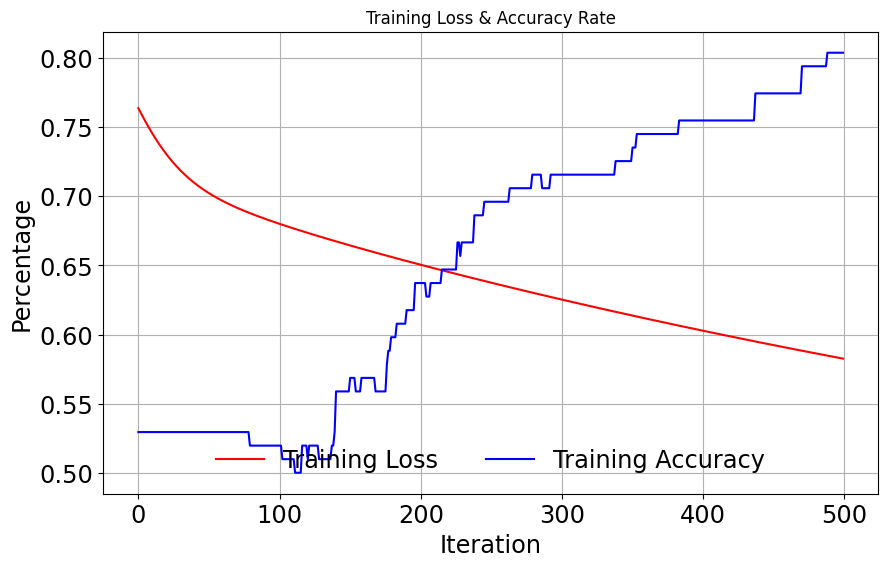 Training Loss & Accuracy Rate
Percentage
0.80
0.75
0.70
0.65
0.60
0.55
0.50
Training Loss Training Accuracy
0 100 200 300 400 500
Iteration